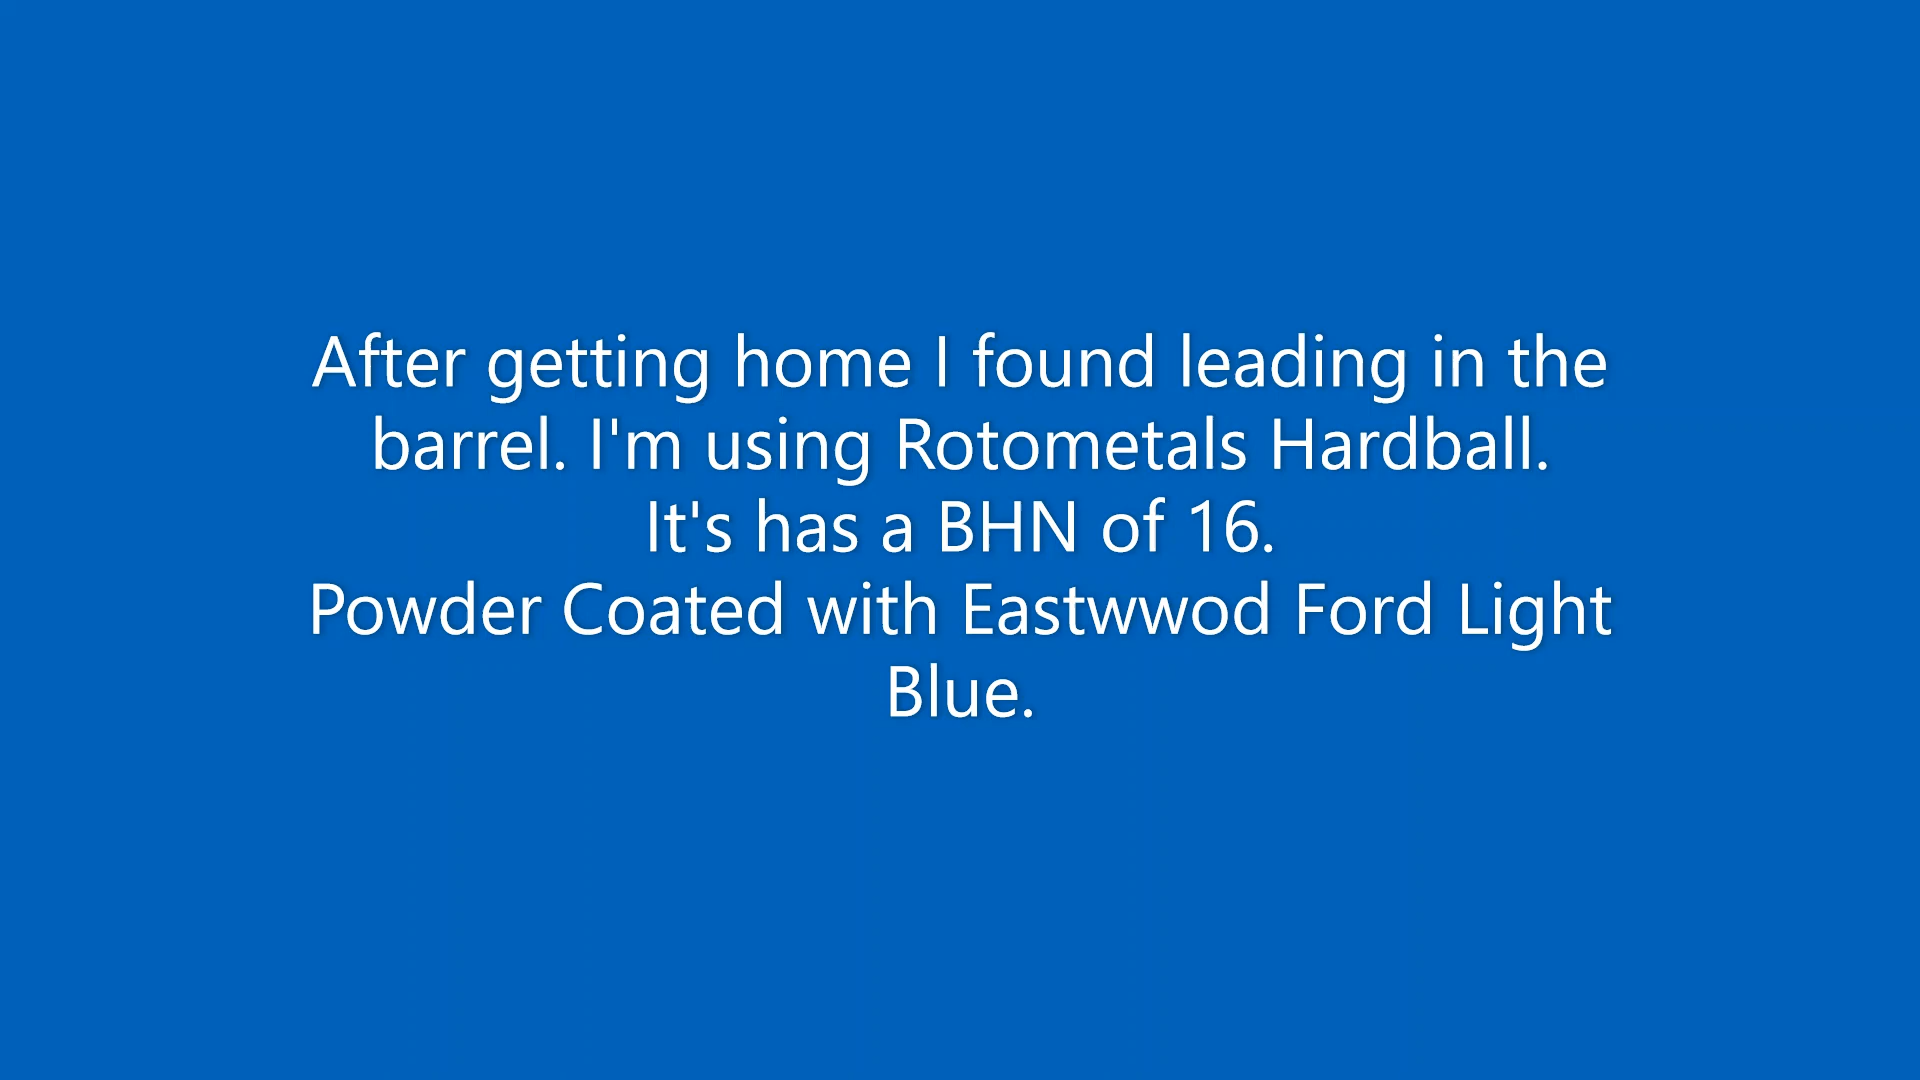 After getting home I found leading in the
barrel. I'm using Rotometals Hardball.
It's has a BHN of 16.
Powder Coated with Eastwwod Ford Light
Blue.